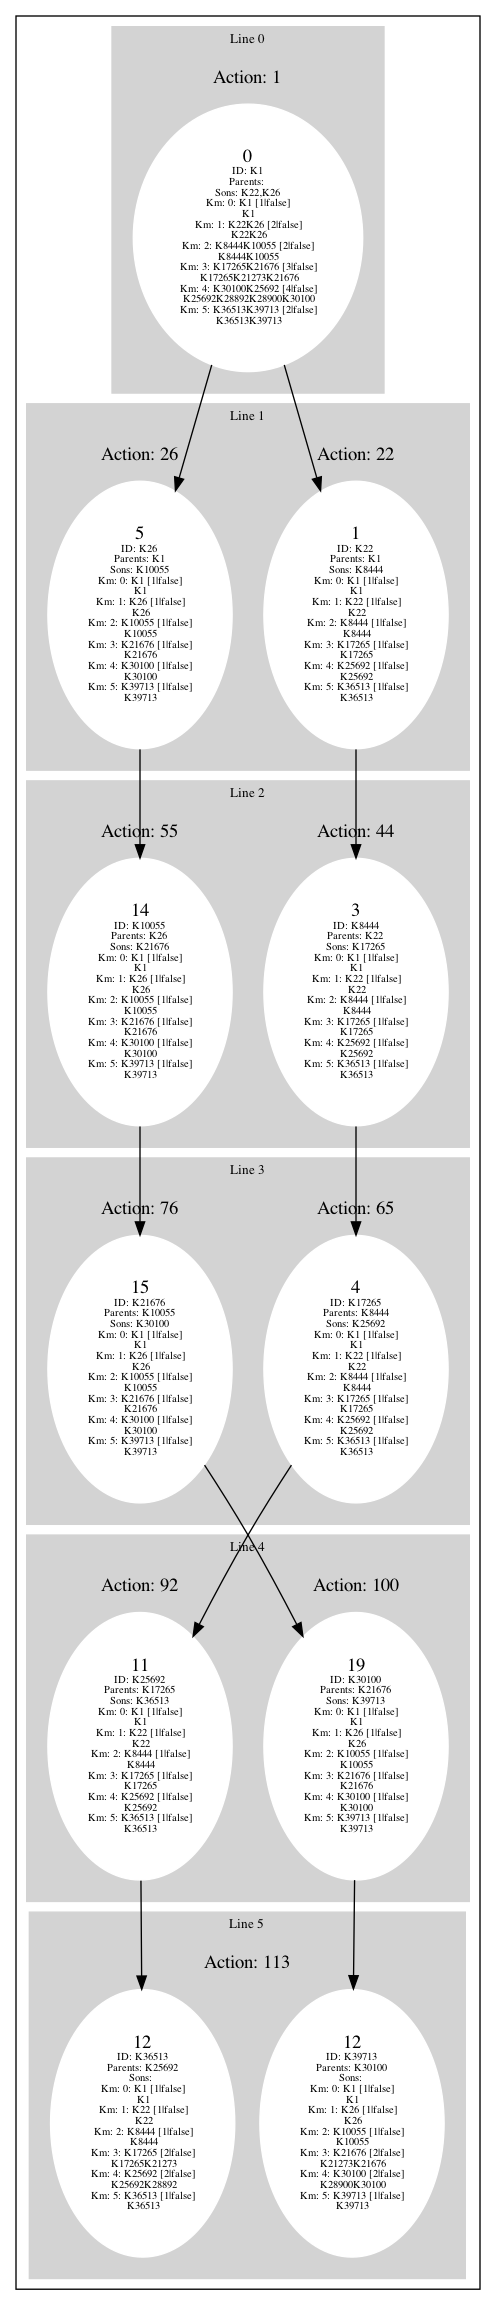 Line 0
Action: 1
0
ID: K1
Parents:
Sons: K22,K26
Km: 0: K1 [1|false]
K1
Km: 1: K22K26 [2|false]
K22K26
Km: 2: K8444K10055 [2|false]
K8444K10055
Km: 3: K17265K21676 [3|false]
K17265K21273K21676
Km: 4: K30100K25692 [4|false]
K25692K28892K28900K30100
Km: 5: K36513K39713 [2|false]
K36513K39713
Line 1
Action: 26
5
ID: K26
Parents: K1
Sons: K10055
Km: 0: K1 [1|false]
K1
Km: 1: K26 [1|false]
K26
Km: 2: K10055 [1|false]
K10055
Km: 3: K21676 [1|false]
K21676
Km: 4: K30100 [1|false]
K30100
Km: 5: K39713 [1|false]
K39713
Action: 22
1
ID: K22
Parents: K1
Sons: K8444
Km: 0: K1 [1|false]
K1
Km: 1: K22 [1|false]
K22
Km: 2: K8444 [1|false]
K8444
Km: 3: K17265 [1|false]
K17265
Km: 4: K25692 [1|false]
K25692
Km: 5: K36513 [1|false]
K36513
Line 2
Action: 55
14
ID: K10055
Parents: K26
Sons: K21676
Km: 0: K1 [1|false]
K1
Km: 1: K26 [1|false]
K26
Km: 2: K10055 [1|false]
K10055
Km: 3: K21676 [1|false]
K21676
Km: 4: K30100 [1|false]
K30100
Km: 5: K39713 [1|false]
K39713
Action: 44
3
ID: K8444
Parents: K22
Sons: K17265
Km: 0: K1 [1|false]
K1
Km: 1: K22 [1|false]
K22
Km: 2: K8444 [1|false]
K8444
Km: 3: K17265 [1|false]
K17265
Km: 4: K25692 [1|false]
K25692
Km: 5: K36513 [1|false]
K36513
Line 3
Action: 76
15
ID: K21676
Parents: K10055
Sons: K30100
Km: 0: K1 [1|false]
K1
Km: 1: K26 [1|false]
K26
Km: 2: K10055 [1|false]
K10055
Km: 3: K21676 [1|false]
K21676
Km: 4: K30100 [1|false]
K30100
Km: 5: K39713 [1|false]
K39713
Action: 65
4
ID: K17265
Parents: K8444
Sons: K25692
Km: 0: K1 [1|false]
K1
Km: 1: K22 [1|false]
K22
Km: 2: K8444 [1|false]
K8444
Km: 3: K17265 [1|false]
K17265
Km: 4: K25692 [1|false]
K25692
Km: 5: K36513 [1|false]
K36513
Line 4
Action: 92
11
ID: K25692
Parents: K17265
Sons: K36513
Km: 0: K1 [1|false]
K1
Km: 1: K22 [1|false]
K22
Km: 2: K8444 [1|false]
K8444
Km: 3: K17265 [1|false]
K17265
Km: 4: K25692 [1|false]
K25692
Km: 5: K36513 [1|false]
K36513
Action: 100
19
ID: K30100
Parents: K21676
Sons: K39713
Km: 0: K1 [1|false]
K1
Km: 1: K26 [1|false]
K26
Km: 2: K10055 [1|false]
K10055
Km: 3: K21676 [1|false]
K21676
Km: 4: K30100 [1|false]
K30100
Km: 5: K39713 [1|false]
K39713
Line 5
Action: 113
12
ID: K36513
Parents: K25692
Sons:
Km: 0: K1 [1|false]
K1
Km: 1: K22 [1|false]
K22
Km: 2: K8444 [1|false]
K8444
Km: 3: K17265 [2|false]
K17265K21273
Km: 4: K25692 [2|false]
K25692K28892
Km: 5: K36513 [1|false]
K36513
12
ID: K39713
Parents: K30100
Sons:
Km: 0: K1 [1|false]
K1
Km: 1: K26 [1|false]
K26
Km: 2: K10055 [1|false]
K10055
Km: 3: K21676 [2|false]
K21273K21676
Km: 4: K30100 [2|false]
K28900K30100
Km: 5: K39713 [1|false]
K39713